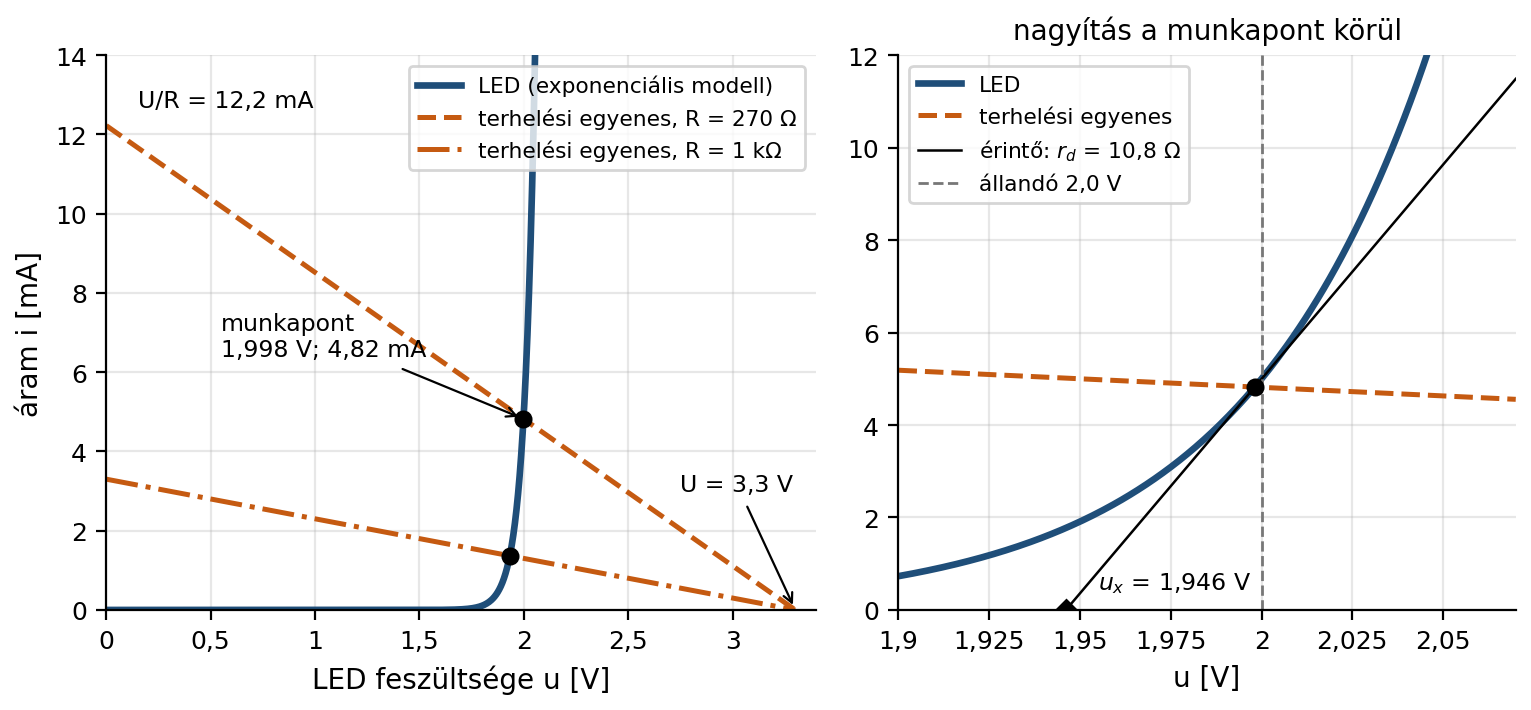 14
12
10
8
6
4
2
0
áram i [mA]
U/R = 12,2 mA
LED (exponenciális modell)
terhelési egyenes, R = 270 Ω
terhelési egyenes, R = 1 kΩ
munkapont
1,998 V; 4,82 mA
U = 3,3 V
0 0,5 1 1,5 2 2,5 3
LED feszültsége u [V]
nagyítás a munkapont körül
12
10
8
6
4
2
0
LED
terhelési egyenes
érintő: r_d = 10,8 Ω
állandó 2,0 V
u_x = 1,946 V
1,9 1,925 1,95 1,975 2 2,025 2,05
u [V]